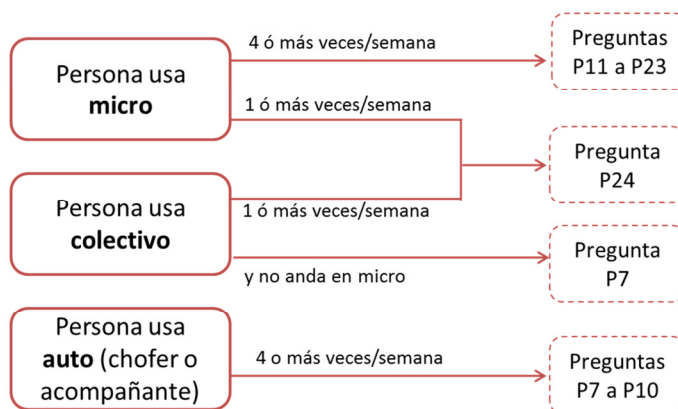 4 ó más veces/semana
Preguntas
P11 a P23
Persona usa
micro
1 ó más veces/semana
Pregunta
P24
Persona usa
colectivo
1 ó más veces/semana
y no anda en micro
Pregunta
P7
Persona usa
auto (chofer o
acompañante)
4 o más veces/semana
Preguntas
P7 a P10